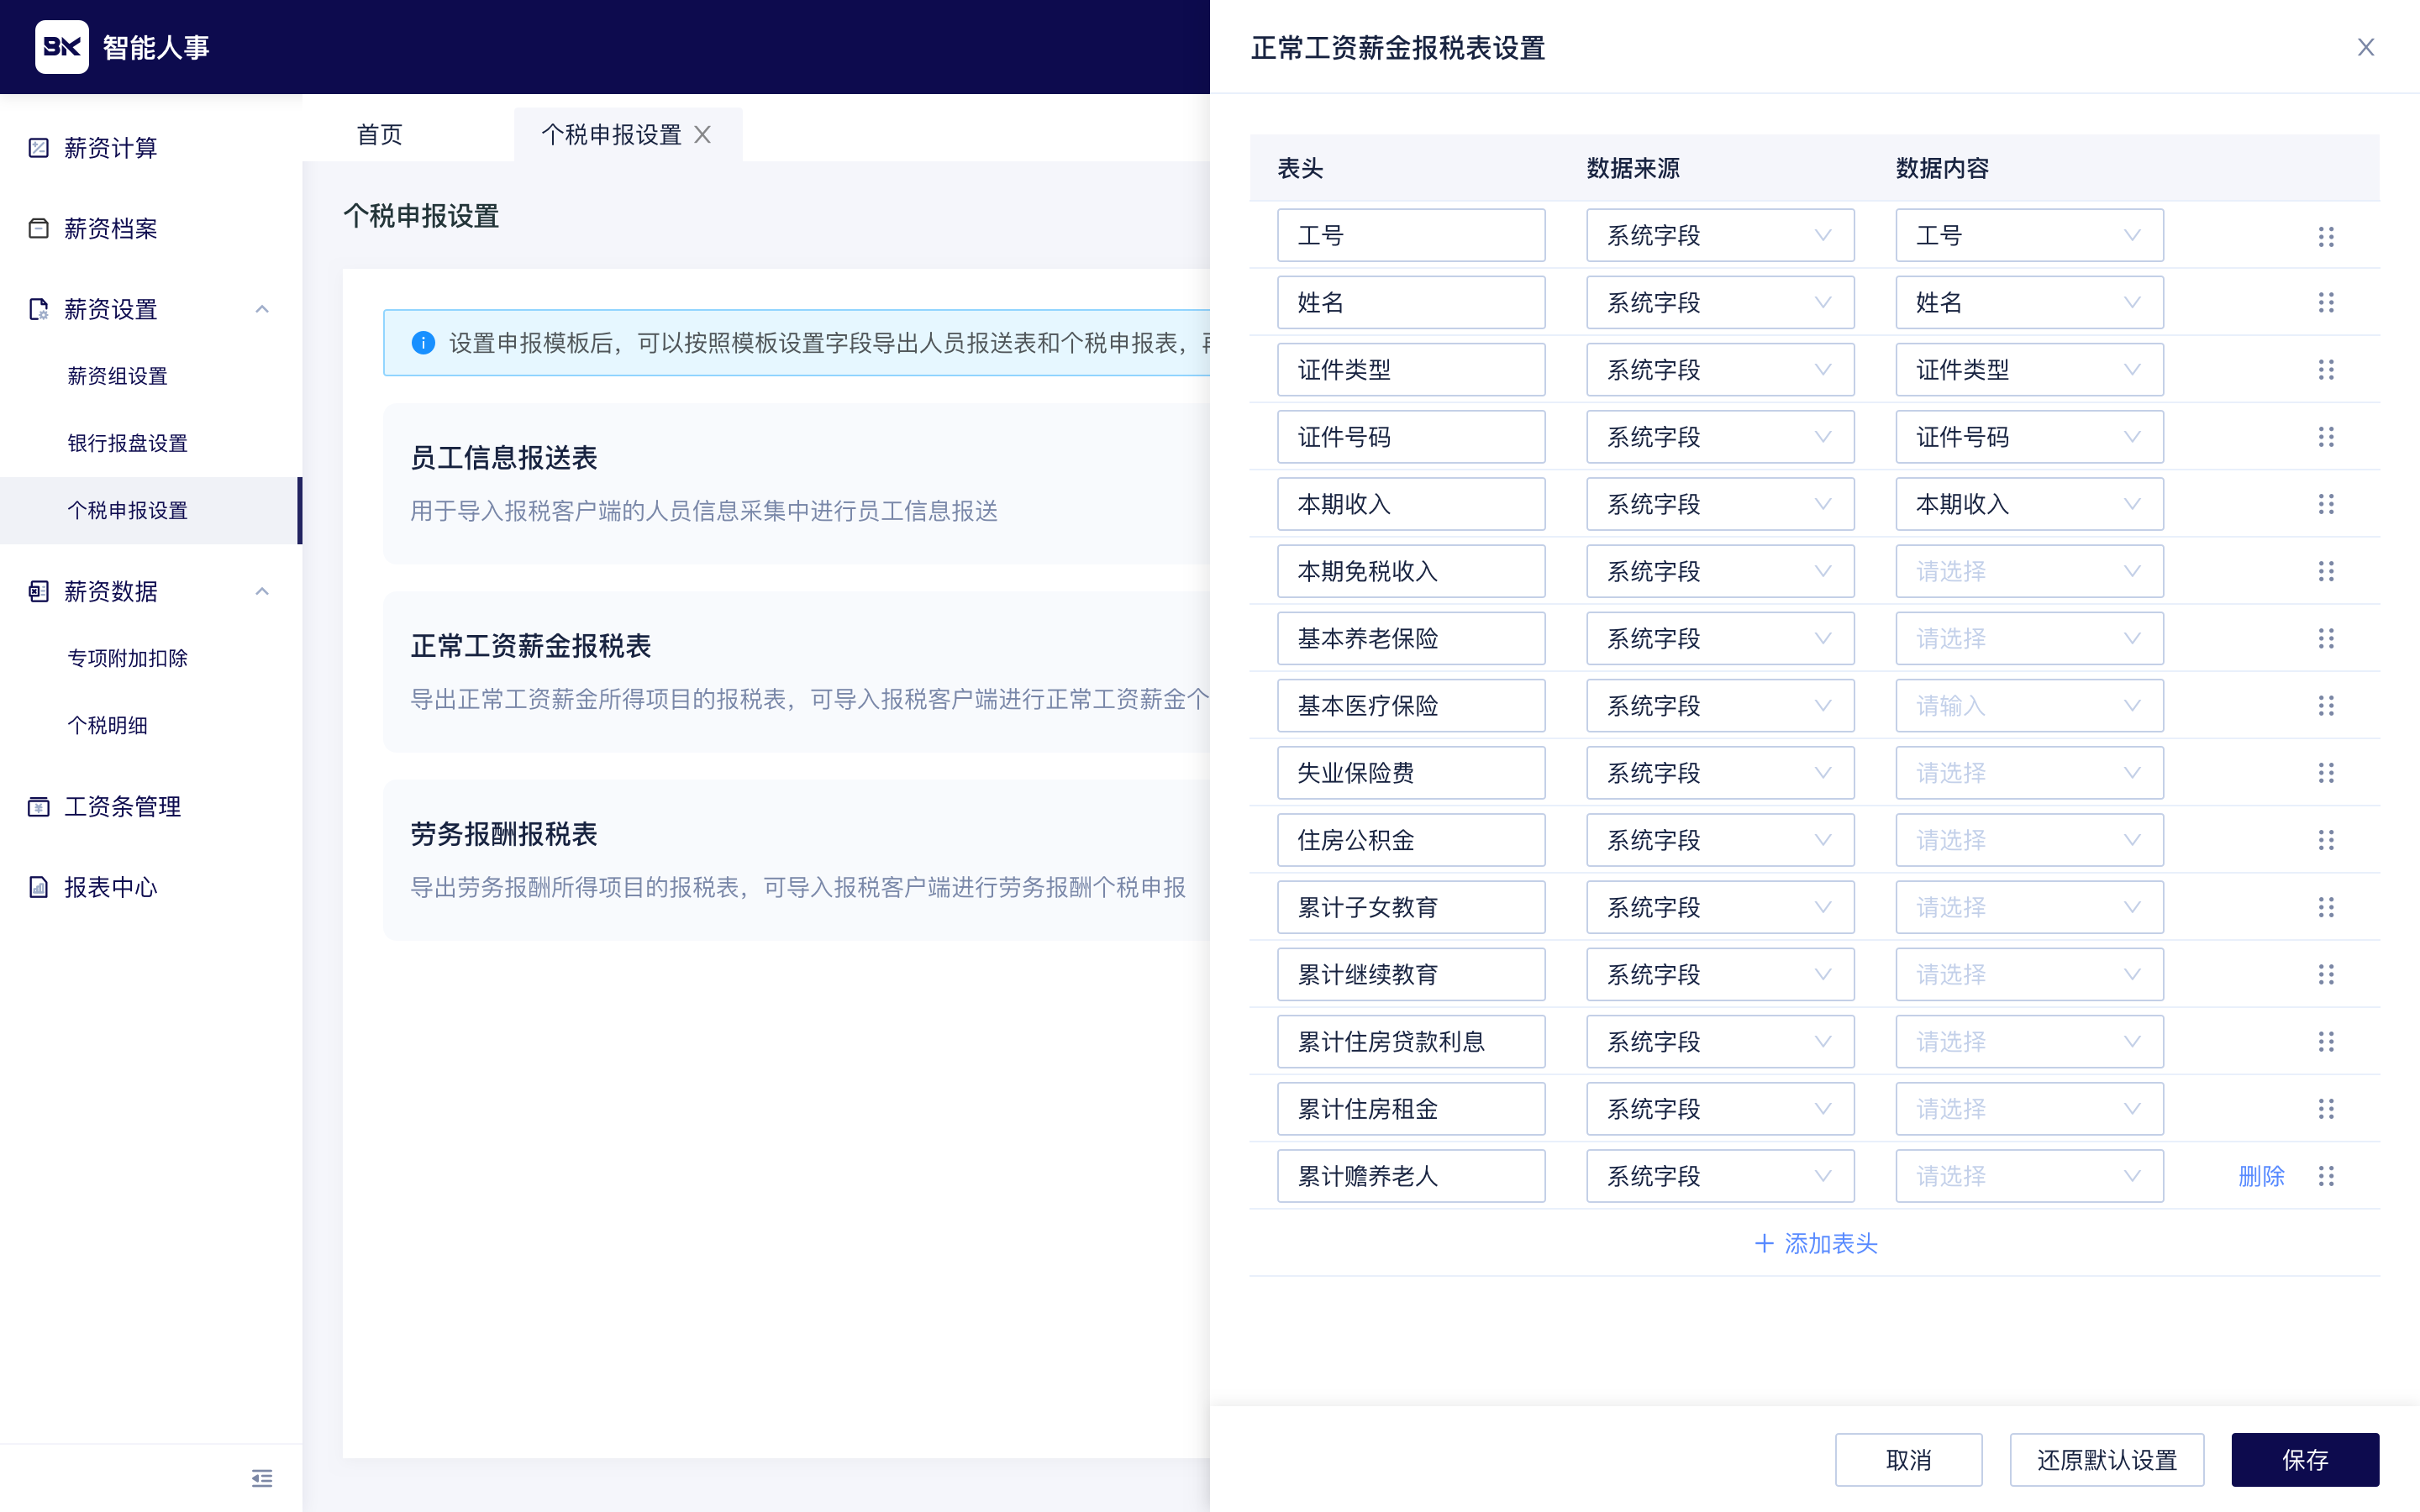 BK 智能人事
薪资计算
薪资档案
薪资设置
薪资组设置
银行报盘设置
个税申报设置
薪资数据
专项附加扣除
个税明细
工资条管理
报表中心
首页
个税申报设置
个税申报设置
设置申报模板后，可以按照模板设置字段导出人员报送表和个税申报表，
员工信息报送表
用于导入报税客户端的人员信息采集中进行员工信息报送
正常工资薪金报税表
导出正常工资薪金所得项目的报税表，可导入报税客户端进行正常工资薪金个
劳务报酬报税表
导出劳务报酬所得项目的报税表，可导入报税客户端进行劳务报酬个税申报
正常工资薪金报税表设置
表头 数据来源 数据内容
工号 系统字段 工号
姓名 系统字段 姓名
证件类型 系统字段 证件类型
证件号码 系统字段 证件号码
本期收入 系统字段 本期收入
本期免税收入 系统字段 请选择
基本养老保险 系统字段 请选择
基本医疗保险 系统字段 请输入
失业保险费 系统字段 请选择
住房公积金 系统字段 请选择
累计子女教育 系统字段 请选择
累计继续教育 系统字段 请选择
累计住房贷款利息 系统字段 请选择
累计住房租金 系统字段 请选择
累计赡养老人 系统字段 请选择 删除
添加表头
取消 还原默认设置 保存